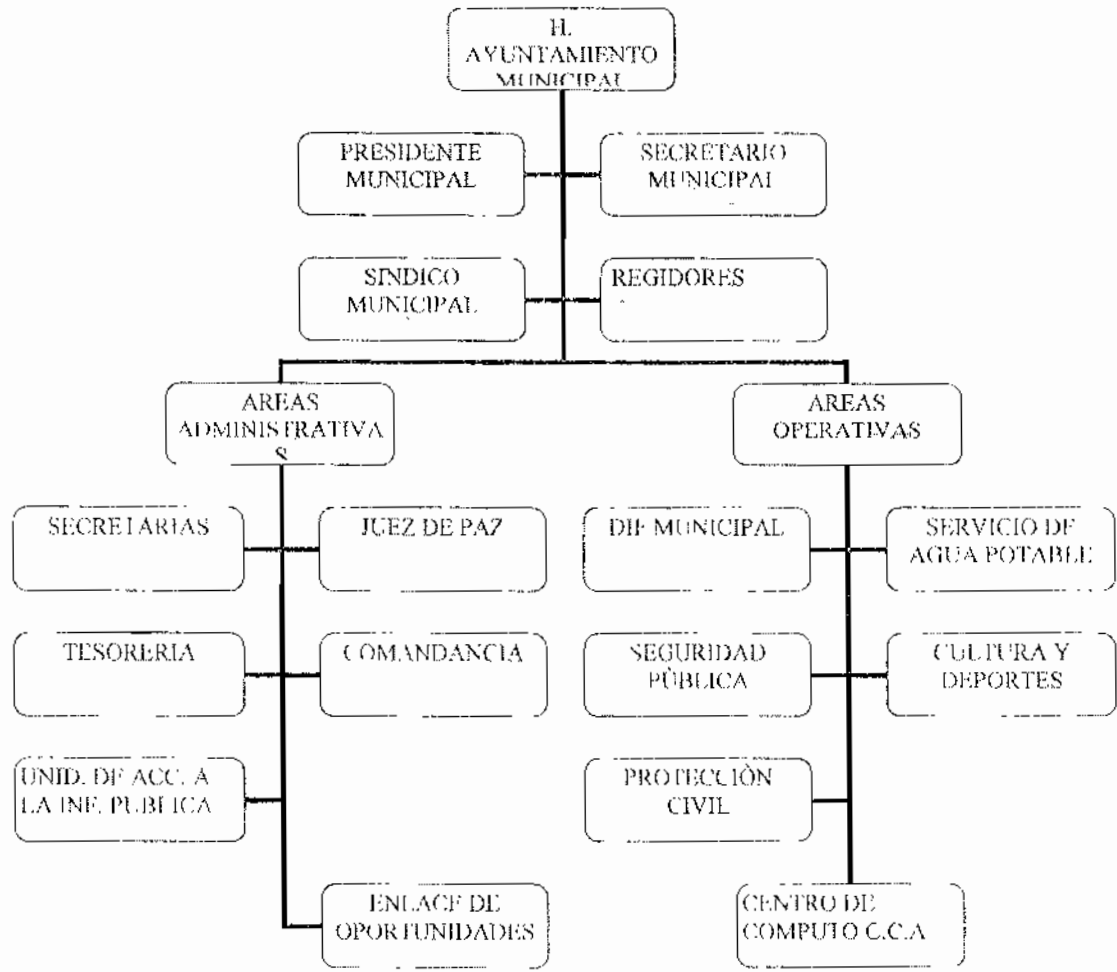 H.
AYUNTAMIENTO
MUNICIPAL
PRESIDENTE
MUNICIPAL
SECRETARIO
MUNICIPAL
SINDICO
MUNICIPAL
REGIDORES
AREAS
ADMINISTRATIVA
S
AREAS
OPERATIVAS
SECRETARIAS
JUEZ DE PAZ
DIF MUNICIPAL
SERVICIO DE
AGUA POTABLE
TESORERIA
COMANDANCIA
SEGURIDAD
PÚBLICA
CULTURA Y
DEPORTES
UNID. DE ACC. A
LA INF. PUBLICA
PROTECCIÓN
CIVIL
ENLACE DE
OPORTUNIDADES
CENTRO DE
COMPUTO C.C.A